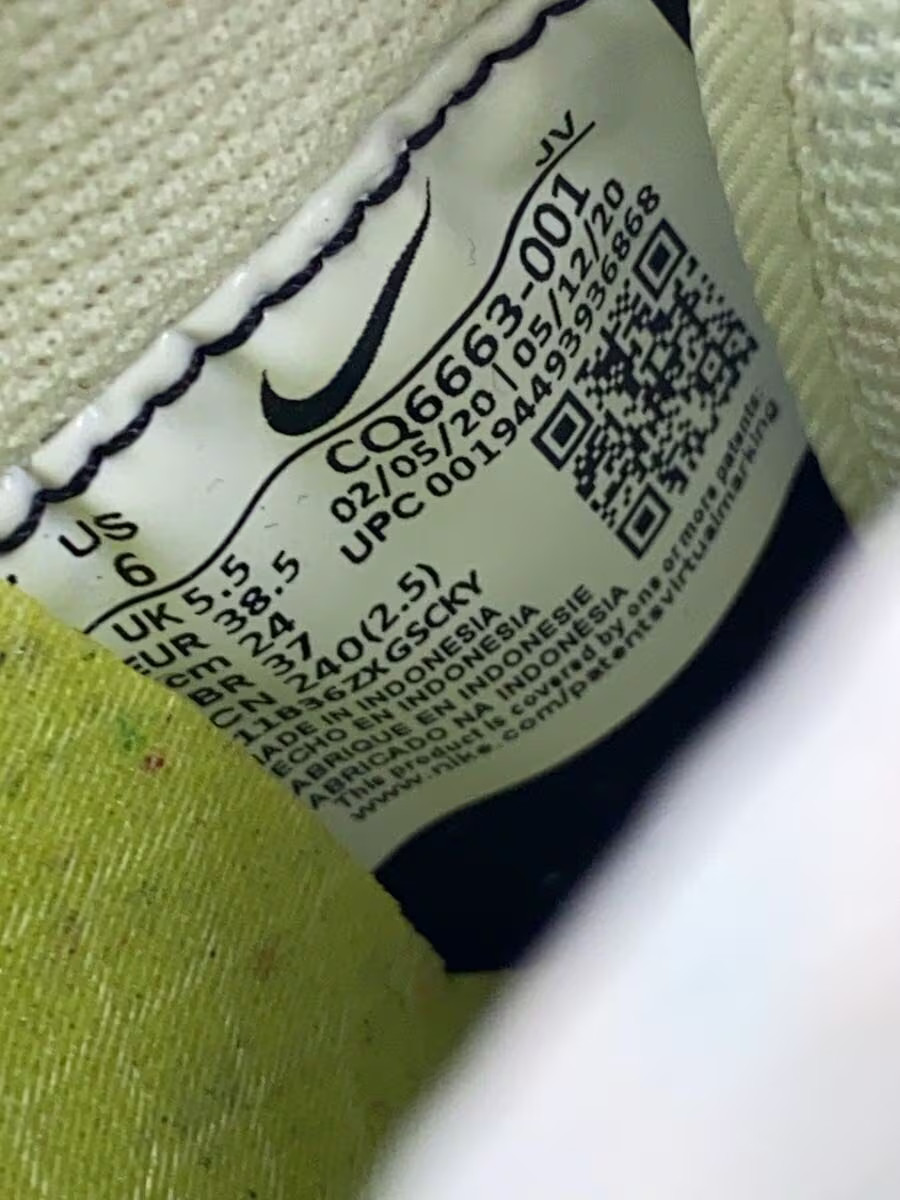 JV
CQ6663-001
02/05/20 | 05/12/20
UPC 00194493936868
US
6
UK 5.5
EUR 38.5
CM 24
BR 37
CN 240(2.5)
11B36ZXGSCKY
MADE IN INDONESIA
HECHO EN INDONESIA
FABRIQUE EN INDONESIE
FABRICADO NA INDONÉSIA
This product is covered by one or more patents:
www.nike.com/patentsvirtualmarking